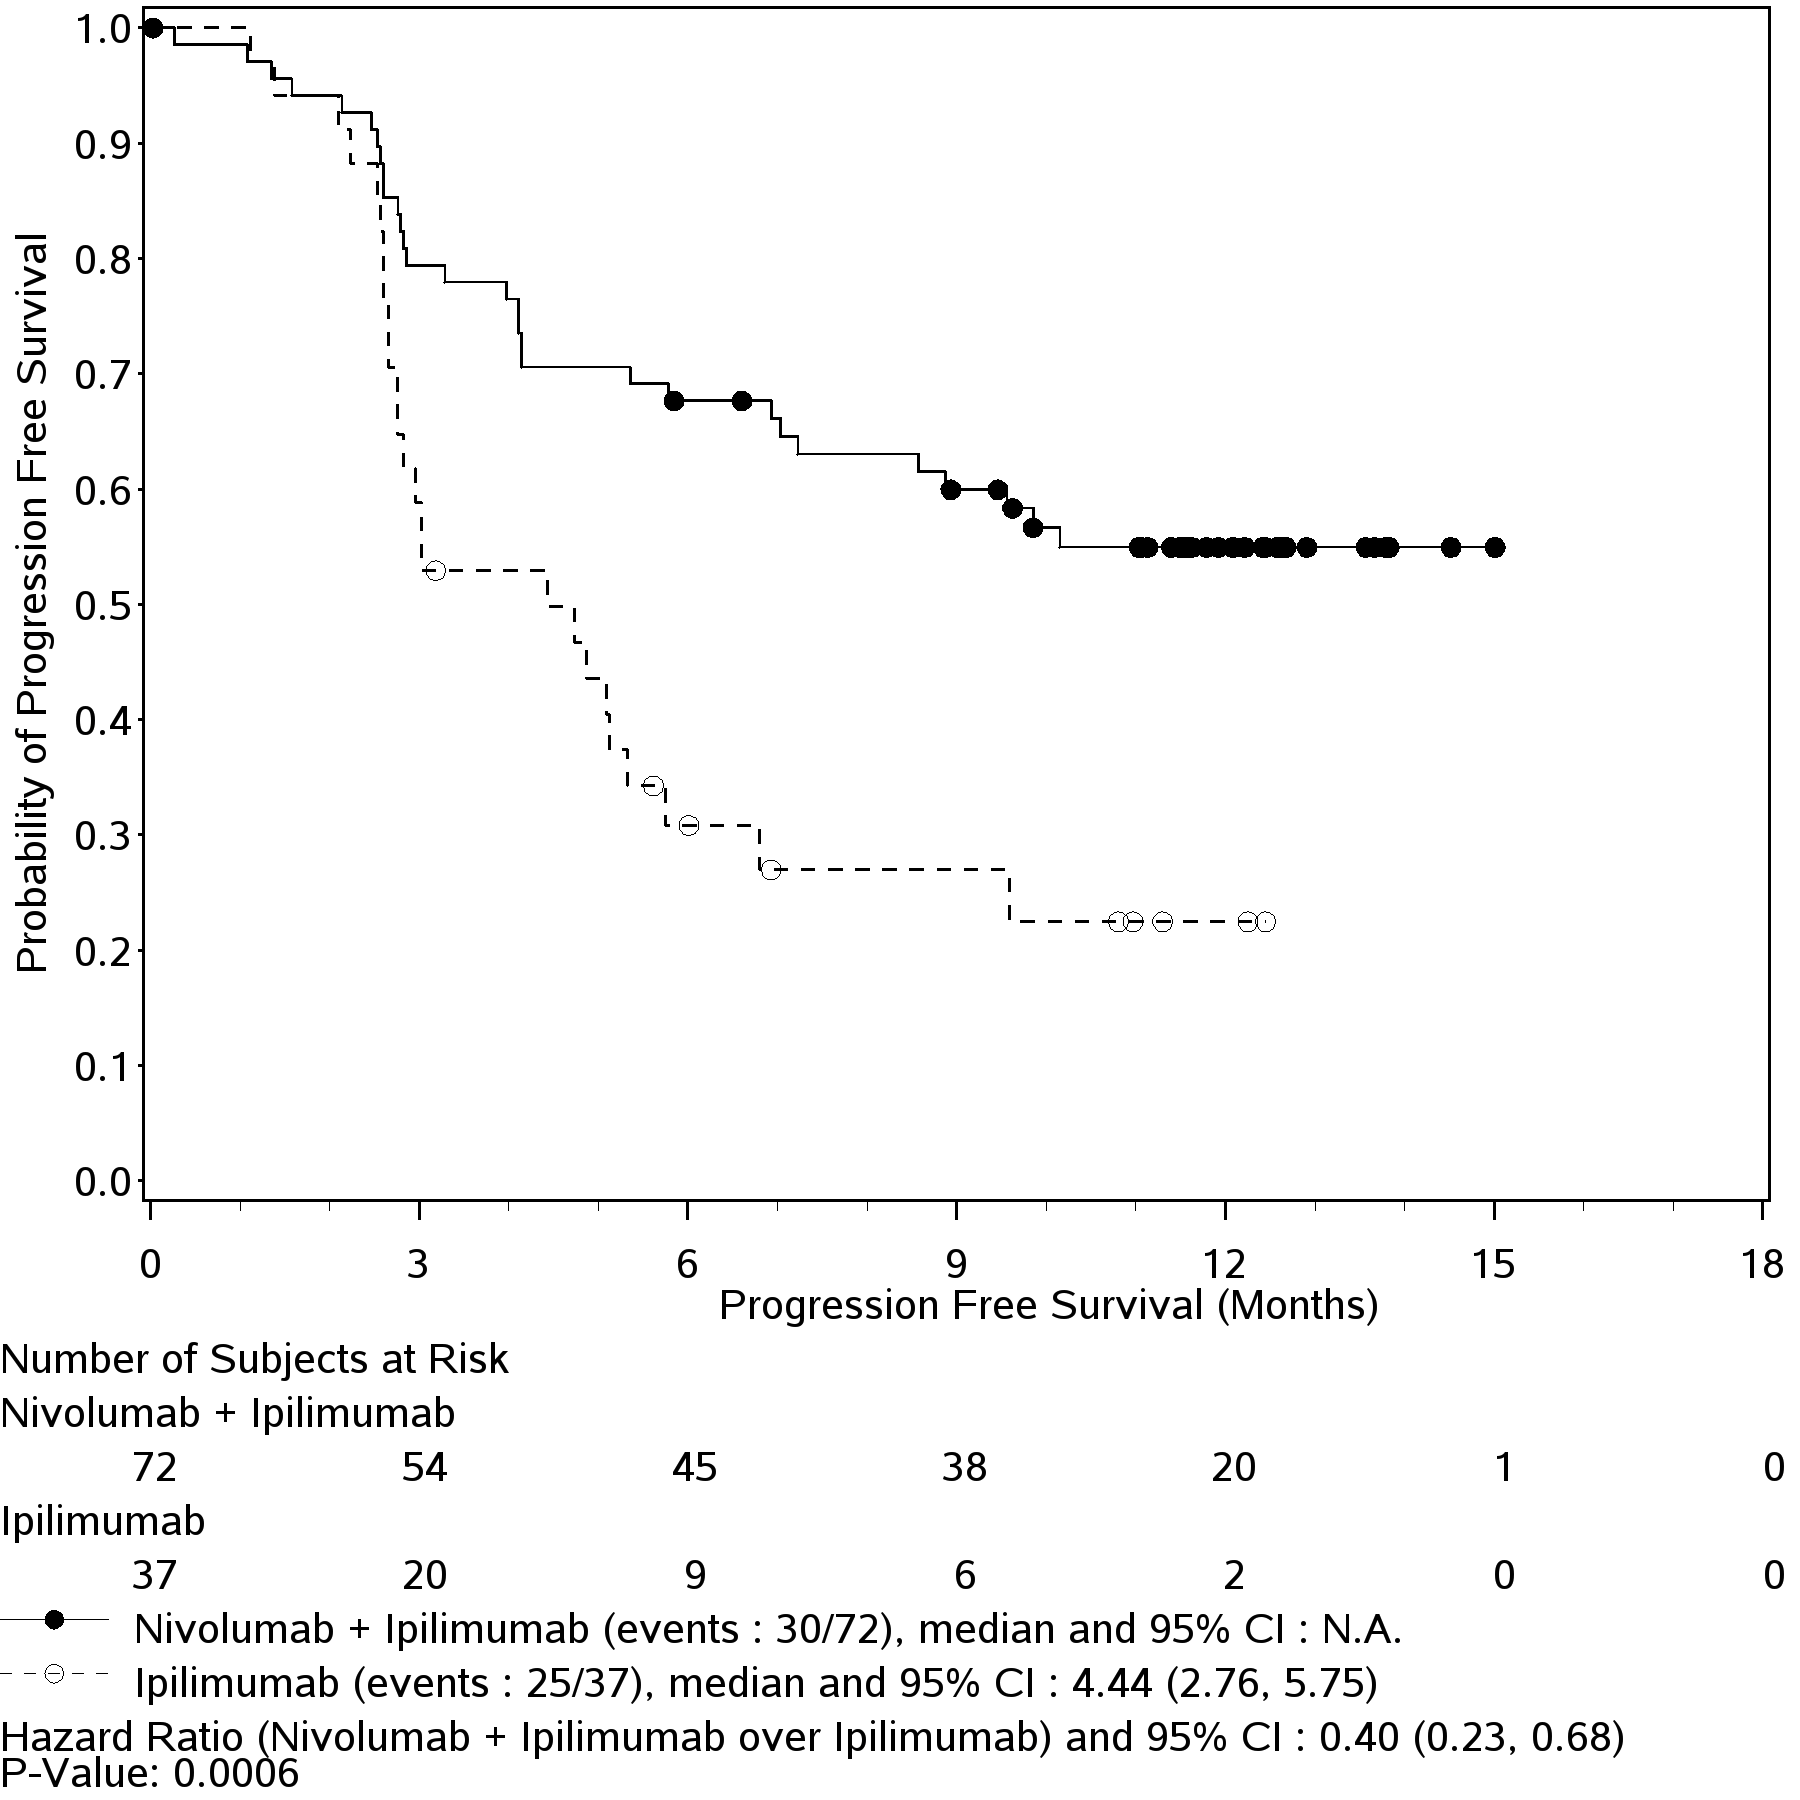 1.0
0.9
0.8
0.7
0.6
0.5
0.4
0.3
0.2
0.1
0.0
Probability of Progression Free Survival
0 3 6 9 12 15 18
Progression Free Survival (Months)
Number of Subjects at Risk
Nivolumab + Ipilimumab
72 54 45 38 20 1 0
Ipilimumab
37 20 9 6 2 0 0
Nivolumab + Ipilimumab (events : 30/72), median and 95% CI : N.A.
Ipilimumab (events : 25/37), median and 95% CI : 4.44 (2.76, 5.75)
Hazard Ratio (Nivolumab + Ipilimumab over Ipilimumab) and 95% CI : 0.40 (0.23, 0.68)
P-Value: 0.0006